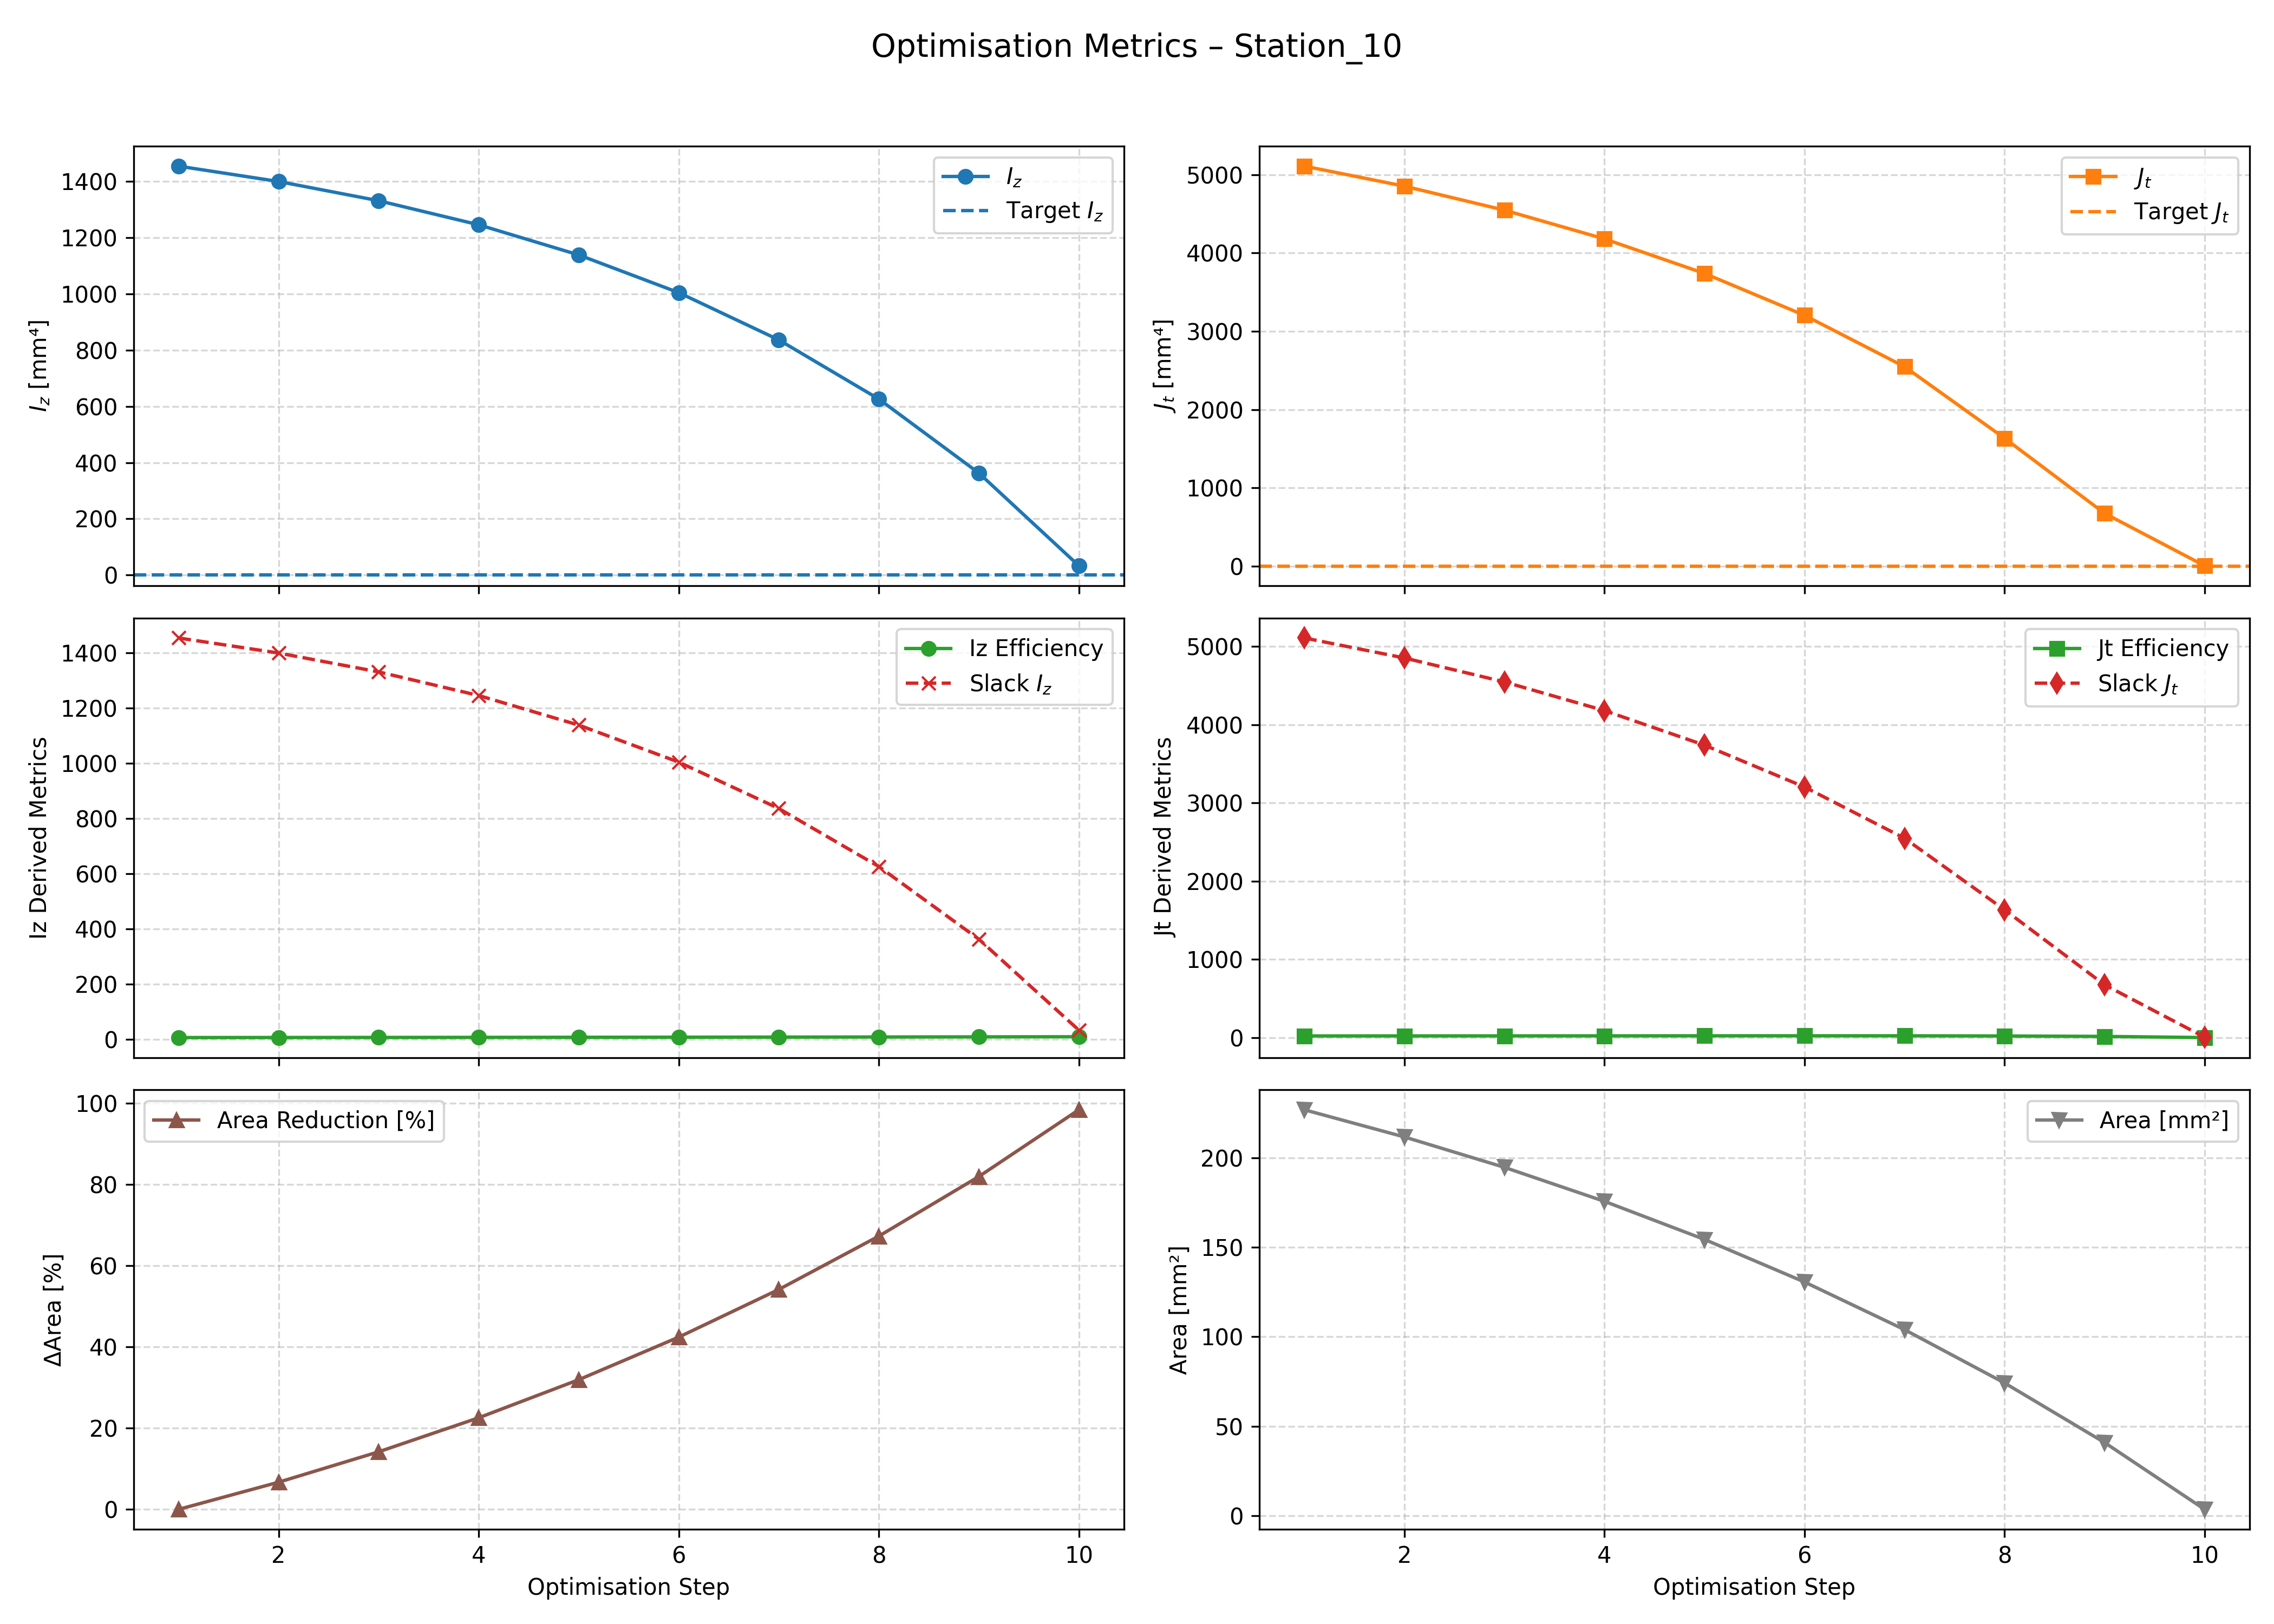 Optimisation Metrics – Station_10
1400
1200
1000
800
600
400
200
0
I_z [mm⁴]
I_z
Target I_z
5000
4000
3000
2000
1000
0
J_t [mm⁴]
J_t
Target J_t
1400
1200
1000
800
600
400
200
0
Iz Derived Metrics
Iz Efficiency
Slack I_z
5000
4000
3000
2000
1000
0
Jt Derived Metrics
Jt Efficiency
Slack J_t
100
80
60
40
20
0
ΔArea [%]
Area Reduction [%]
2 4 6 8 10
Optimisation Step
200
150
100
50
0
Area [mm²]
Area [mm²]
2 4 6 8 10
Optimisation Step